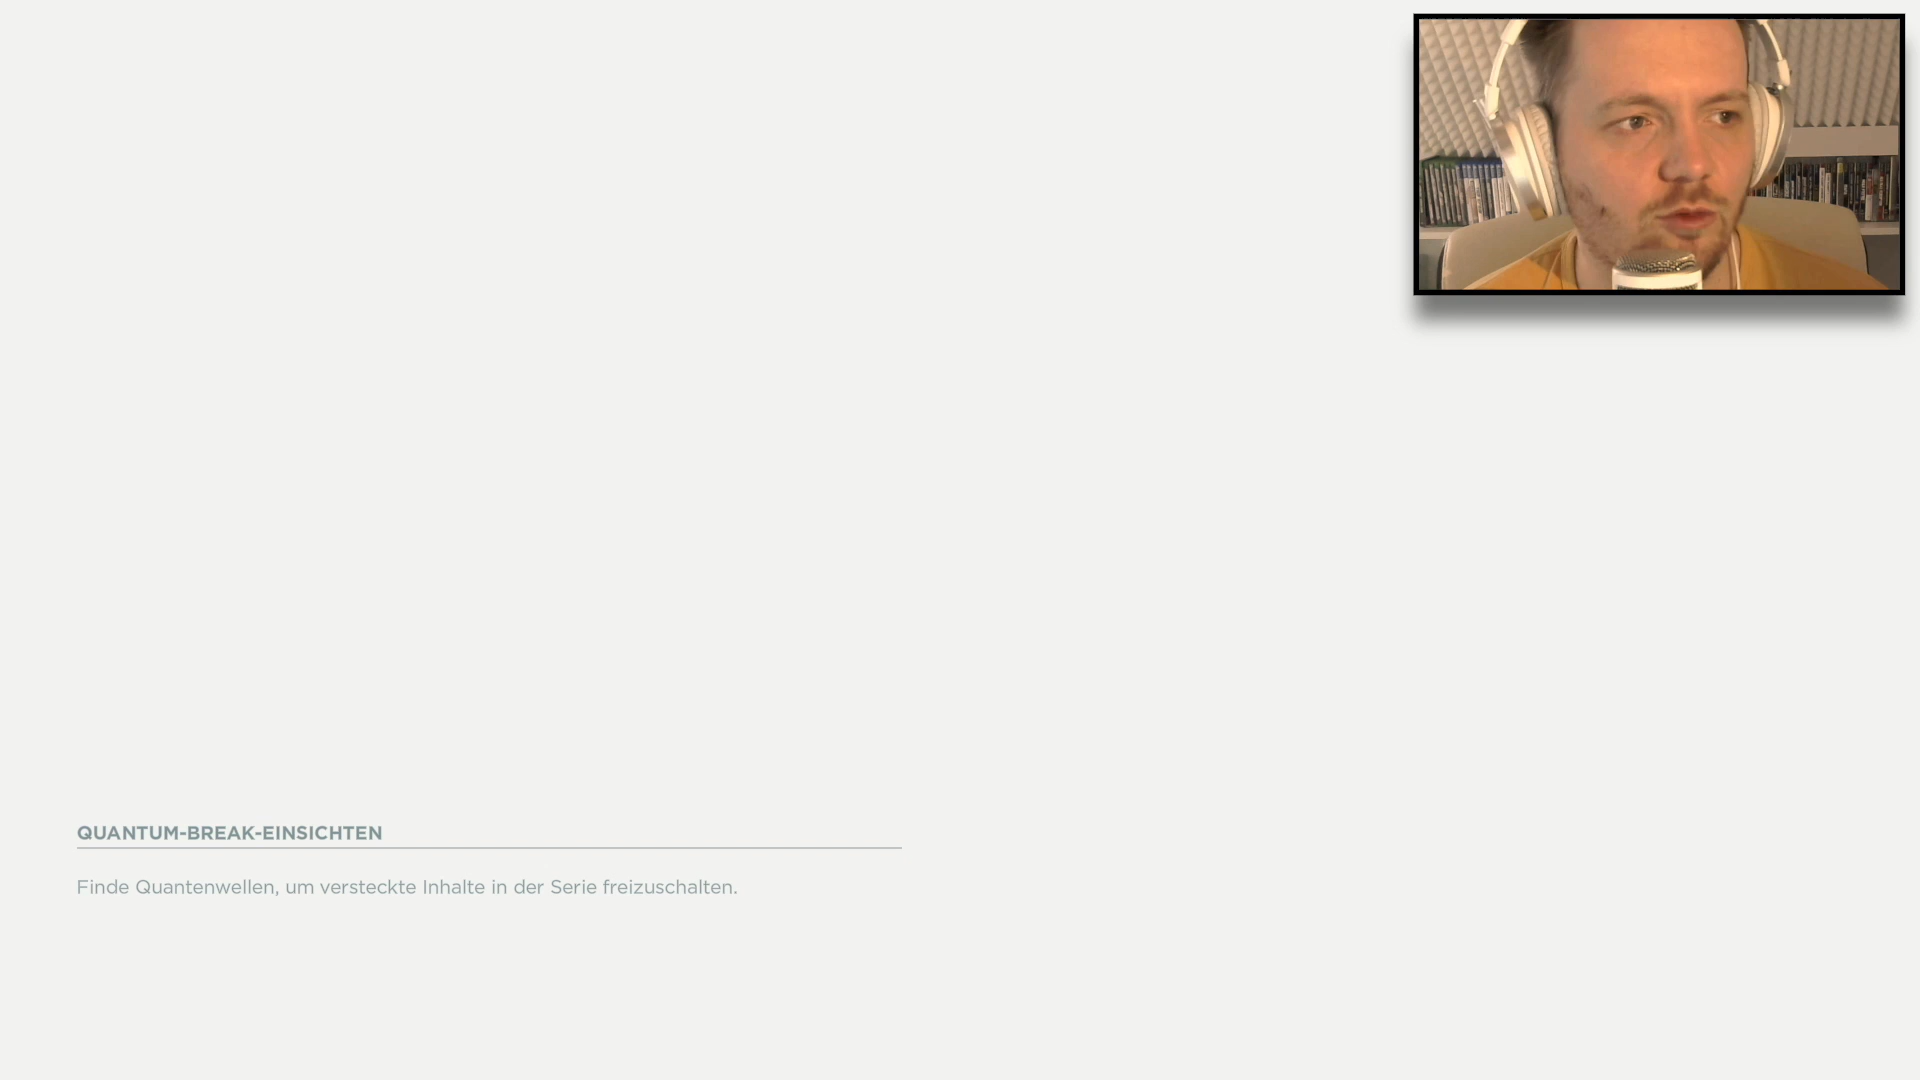 QUANTUM-BREAK-EINSICHTEN
Finde Quantenwellen, um versteckte Inhalte in der Serie freizuschalten.